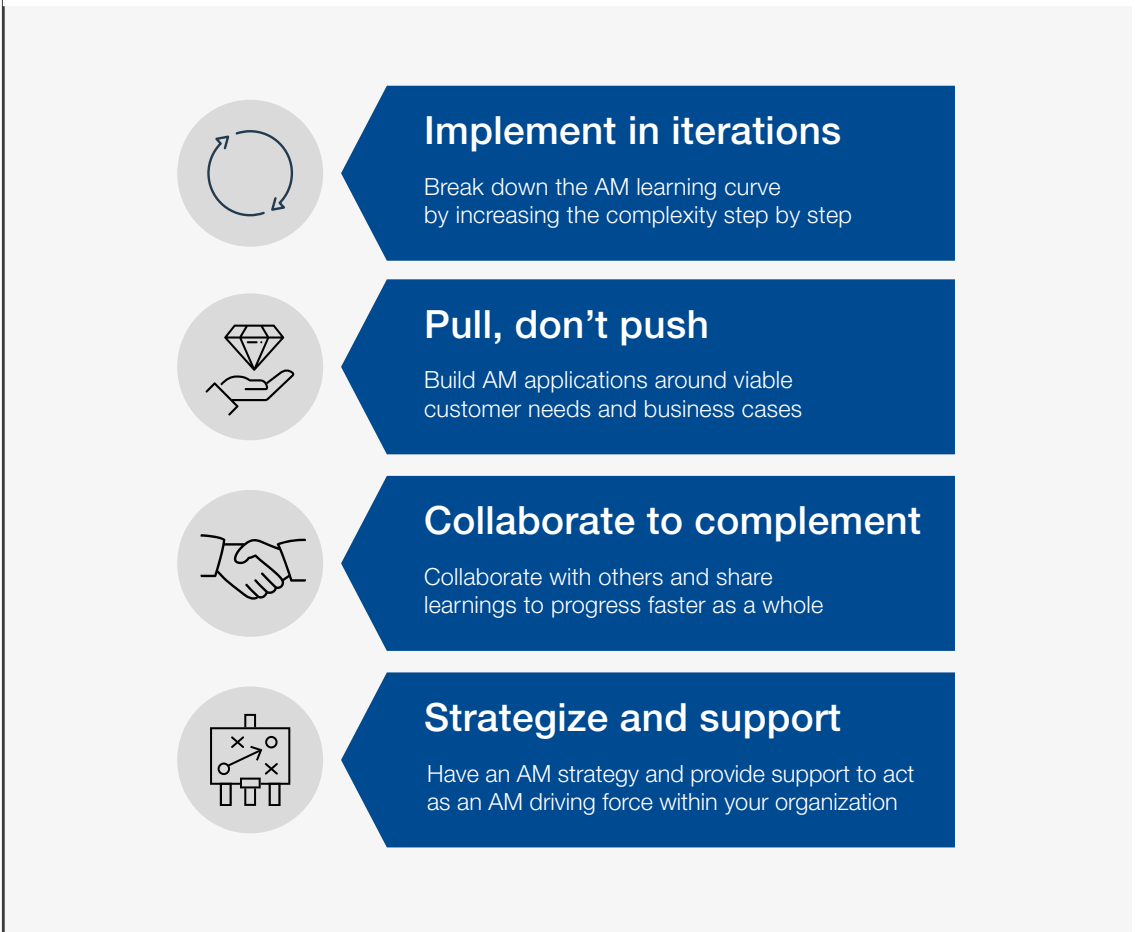 Implement in iterations
Break down the AM learning curve
by increasing the complexity step by step
Pull, don’t push
Build AM applications around viable
customer needs and business cases
Collaborate to complement
Collaborate with others and share
learnings to progress faster as a whole
Strategize and support
Have an AM strategy and provide support to act
as an AM driving force within your organization